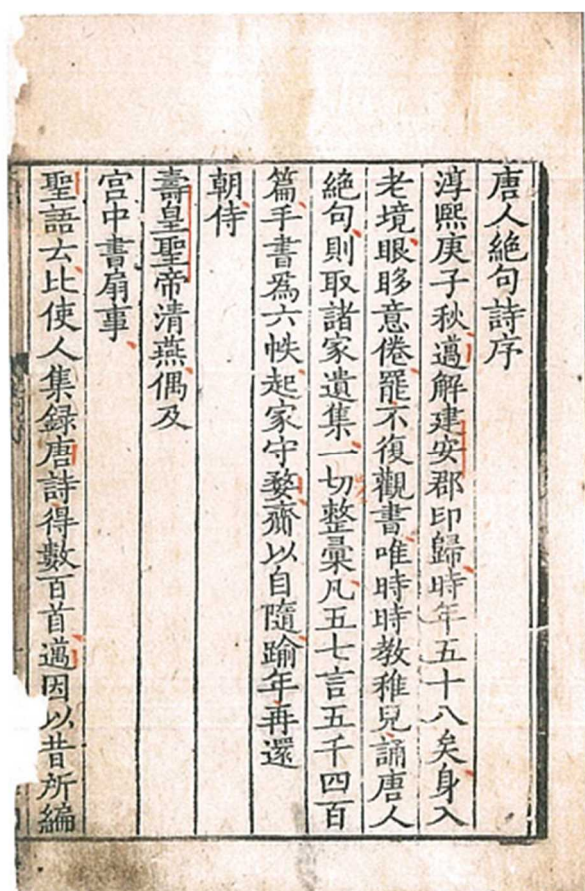 唐人絶句詩序
淳熙庚子秋邁解建安郡印歸時年五十八矣身入
老境眼眵意倦罷不復觀書唯時時教稚兒誦唐人
絶句則取諸家遺集一切整彙凡五七言五千四百
篇手書爲六帙起家守婺齋以自隨踰年再還
朝侍
壽皇聖帝清燕偶及
宫中書扇事
聖語云比使人集録唐詩得數百首邁因以昔所編